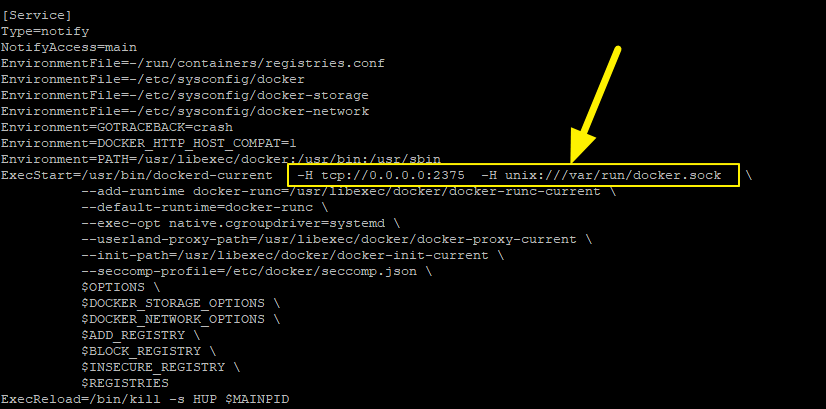 [Service]
Type=notify
NotifyAccess=main
EnvironmentFile=-/run/containers/registries.conf
EnvironmentFile=-/etc/sysconfig/docker
EnvironmentFile=-/etc/sysconfig/docker-storage
EnvironmentFile=-/etc/sysconfig/docker-network
Environment=GOTRACEBACK=crash
Environment=DOCKER_HTTP_HOST_COMPAT=1
Environment=PATH=/usr/libexec/docker:/usr/bin:/usr/sbin
ExecStart=/usr/bin/dockerd-current  -H tcp://0.0.0.0:2375  -H unix:///var/run/docker.sock  \
          --add-runtime docker-runc=/usr/libexec/docker/docker-runc-current \
          --default-runtime=docker-runc \
          --exec-opt native.cgroupdriver=systemd \
          --userland-proxy-path=/usr/libexec/docker/docker-proxy-current \
          --init-path=/usr/libexec/docker/docker-init-current \
          --seccomp-profile=/etc/docker/seccomp.json \
          $OPTIONS \
          $DOCKER_STORAGE_OPTIONS \
          $DOCKER_NETWORK_OPTIONS \
          $ADD_REGISTRY \
          $BLOCK_REGISTRY \
          $INSECURE_REGISTRY \
          $REGISTRIES
ExecReload=/bin/kill -s HUP $MAINPID